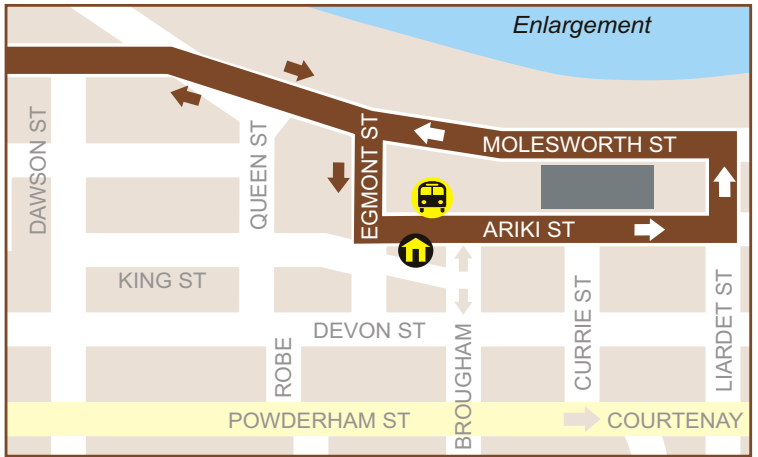 Enlargement
MOLESWORTH ST
DAWSON ST
QUEEN ST
EGMONT ST
ARIKI ST
KING ST
DEVON ST
ROBE
BROUGHAM
CURRIE ST
LIARDET ST
POWDERHAM ST
COURTENAY